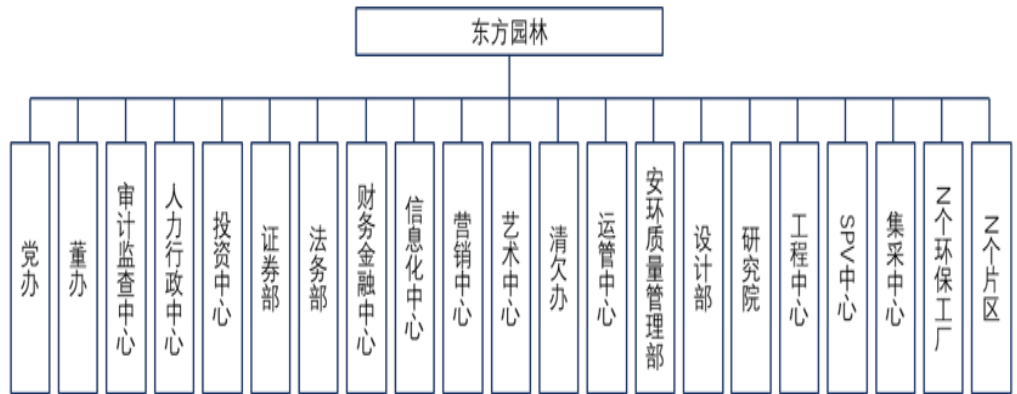 东方园林
党办
董办
审计监查中心
人力行政中心
投资中心
证券部
法务部
财务金融中心
信息化中心
营销中心
艺术中心
清欠办
运管中心
安环质量管理部
设计部
研究院
工程中心
SPV中心
集采中心
N个环保工厂
N个片区